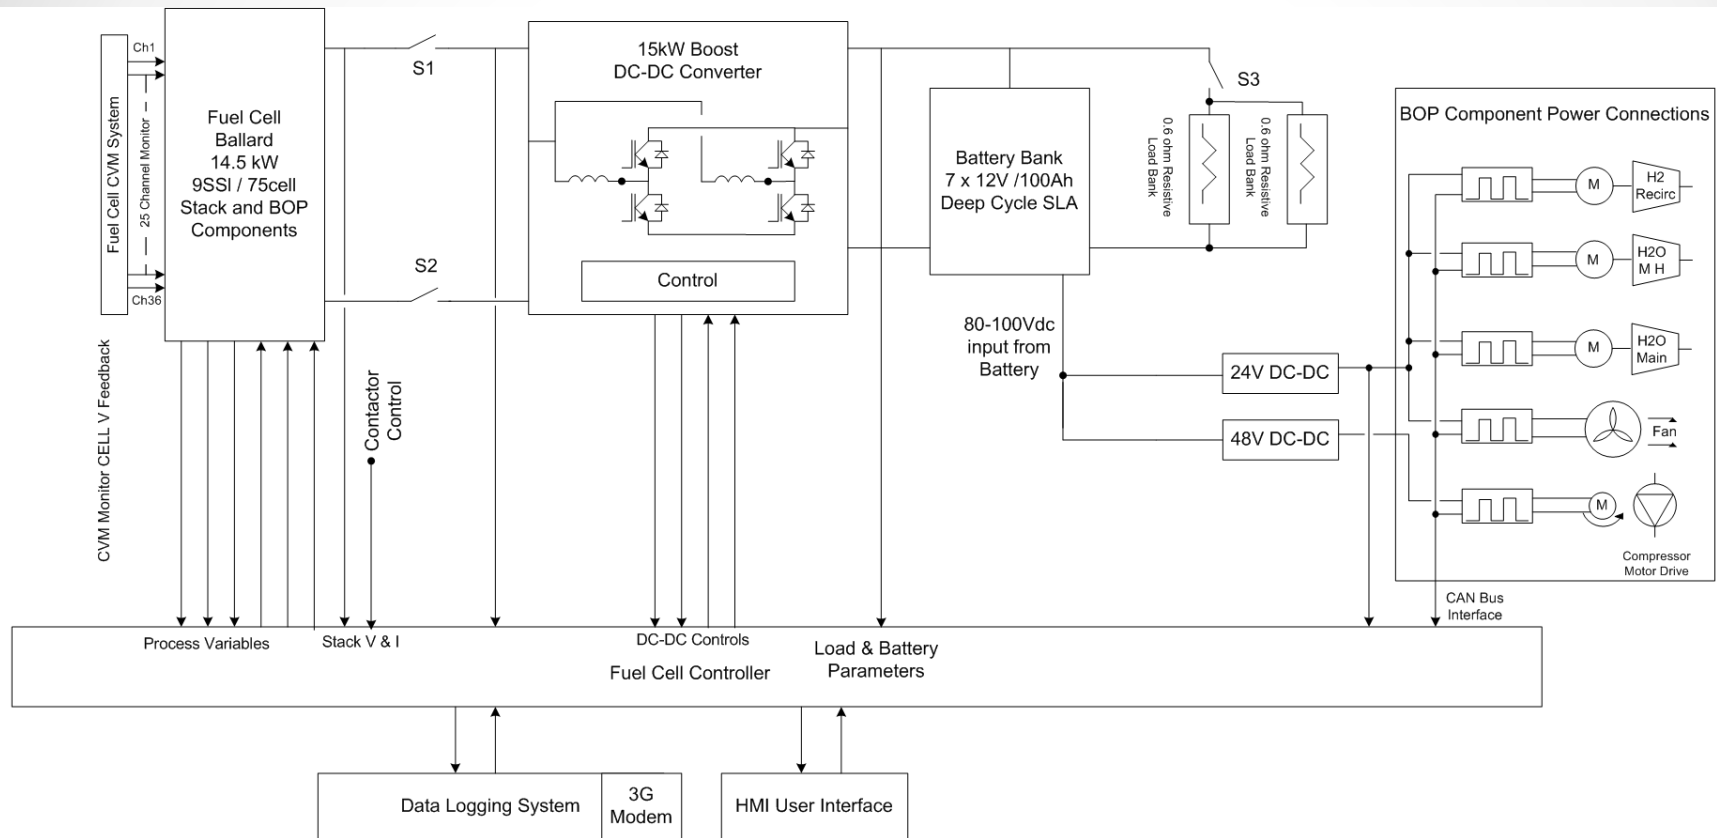 Fuel Cell CVM System
Ch1
25 Channel Monitor
Ch36
CVM Monitor CELL V Feedback
Fuel Cell
Ballard
14.5 kW
9SSI / 75cell
Stack and BOP
Components
S1
S2
Contactor
Control
15kW Boost
DC-DC Converter
Control
Battery Bank
7 x 12V /100Ah
Deep Cycle SLA
80-100Vdc
input from
Battery
S3
0.6 ohm Resistive
Load Bank
0.6 ohm Resistive
Load Bank
24V DC-DC
48V DC-DC
BOP Component Power Connections
M
H2
Recirc
M
H2O
M H
M
H2O
Main
Fan
M
Compressor
Motor Drive
CAN Bus
Interface
Process Variables
Stack V & I
DC-DC Controls
Fuel Cell Controller
Load & Battery
Parameters
Data Logging System
3G
Modem
HMI User Interface